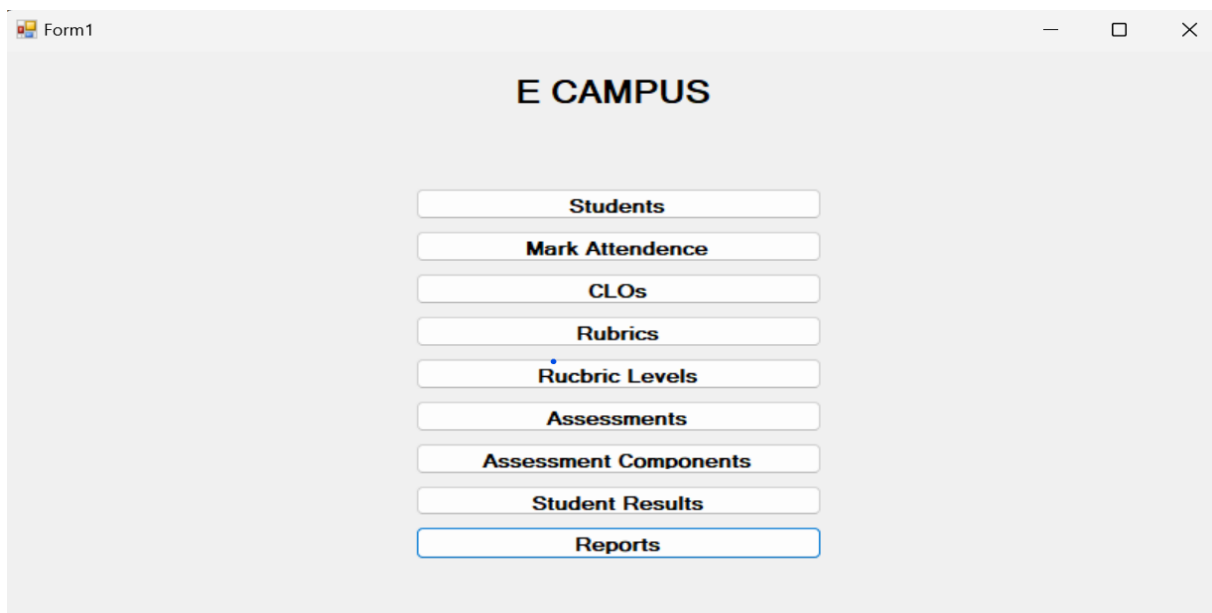 Form1
E CAMPUS
Students
Mark Attendence
CLOs
Rubrics
Rucbric Levels
Assessments
Assessment Components
Student Results
Reports